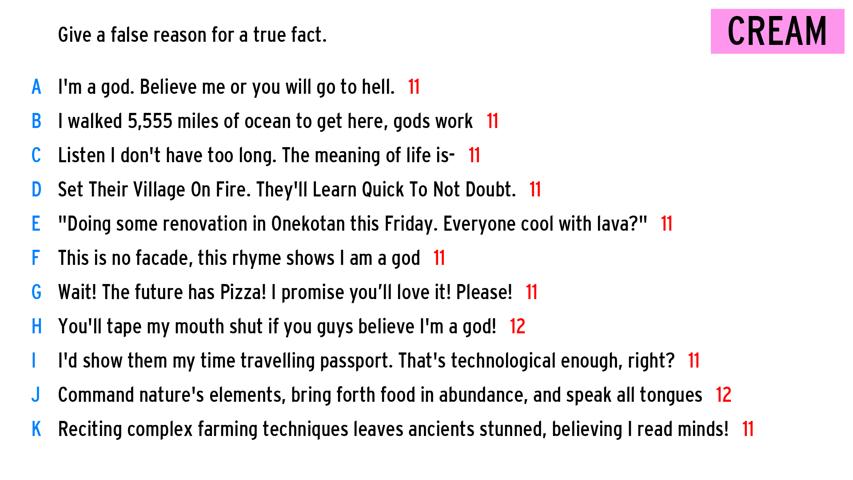 Give a false reason for a true fact.
CREAM
A I'm a god. Believe me or you will go to hell. 11
B I walked 5,555 miles of ocean to get here, gods work 11
C Listen I don't have too long. The meaning of life is- 11
D Set Their Village On Fire. They'll Learn Quick To Not Doubt. 11
E "Doing some renovation in Onekotan this Friday. Everyone cool with lava?" 11
F This is no facade, this rhyme shows I am a god 11
G Wait! The future has Pizza! I promise you’ll love it! Please! 11
H You'll tape my mouth shut if you guys believe I'm a god! 12
I I'd show them my time travelling passport. That's technological enough, right? 11
J Command nature's elements, bring forth food in abundance, and speak all tongues 12
K Reciting complex farming techniques leaves ancients stunned, believing I read minds! 11